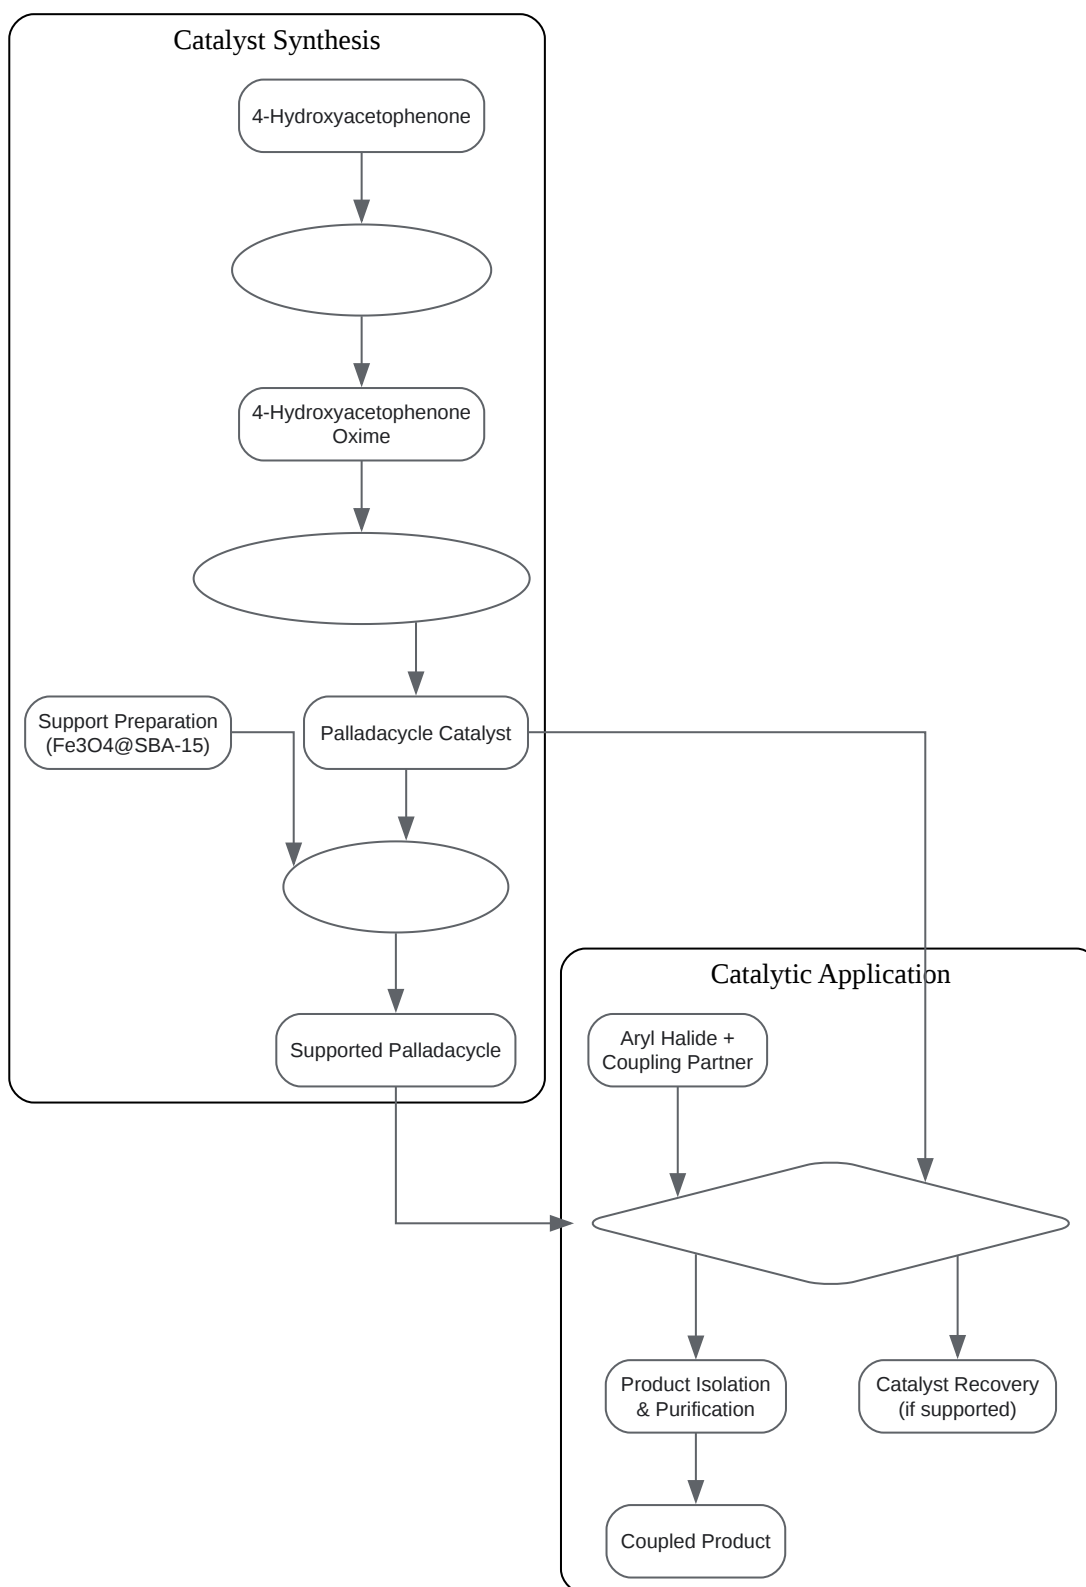 Catalyst Synthesis
4-Hydroxyacetophenone
4-Hydroxyacetophenone
Oxime
Support Preparation
(Fe3O4@SBA-15)
Palladacycle Catalyst
Supported Palladacycle
Catalytic Application
Aryl Halide +
Coupling Partner
Product Isolation
& Purification
Catalyst Recovery
(if supported)
Coupled Product